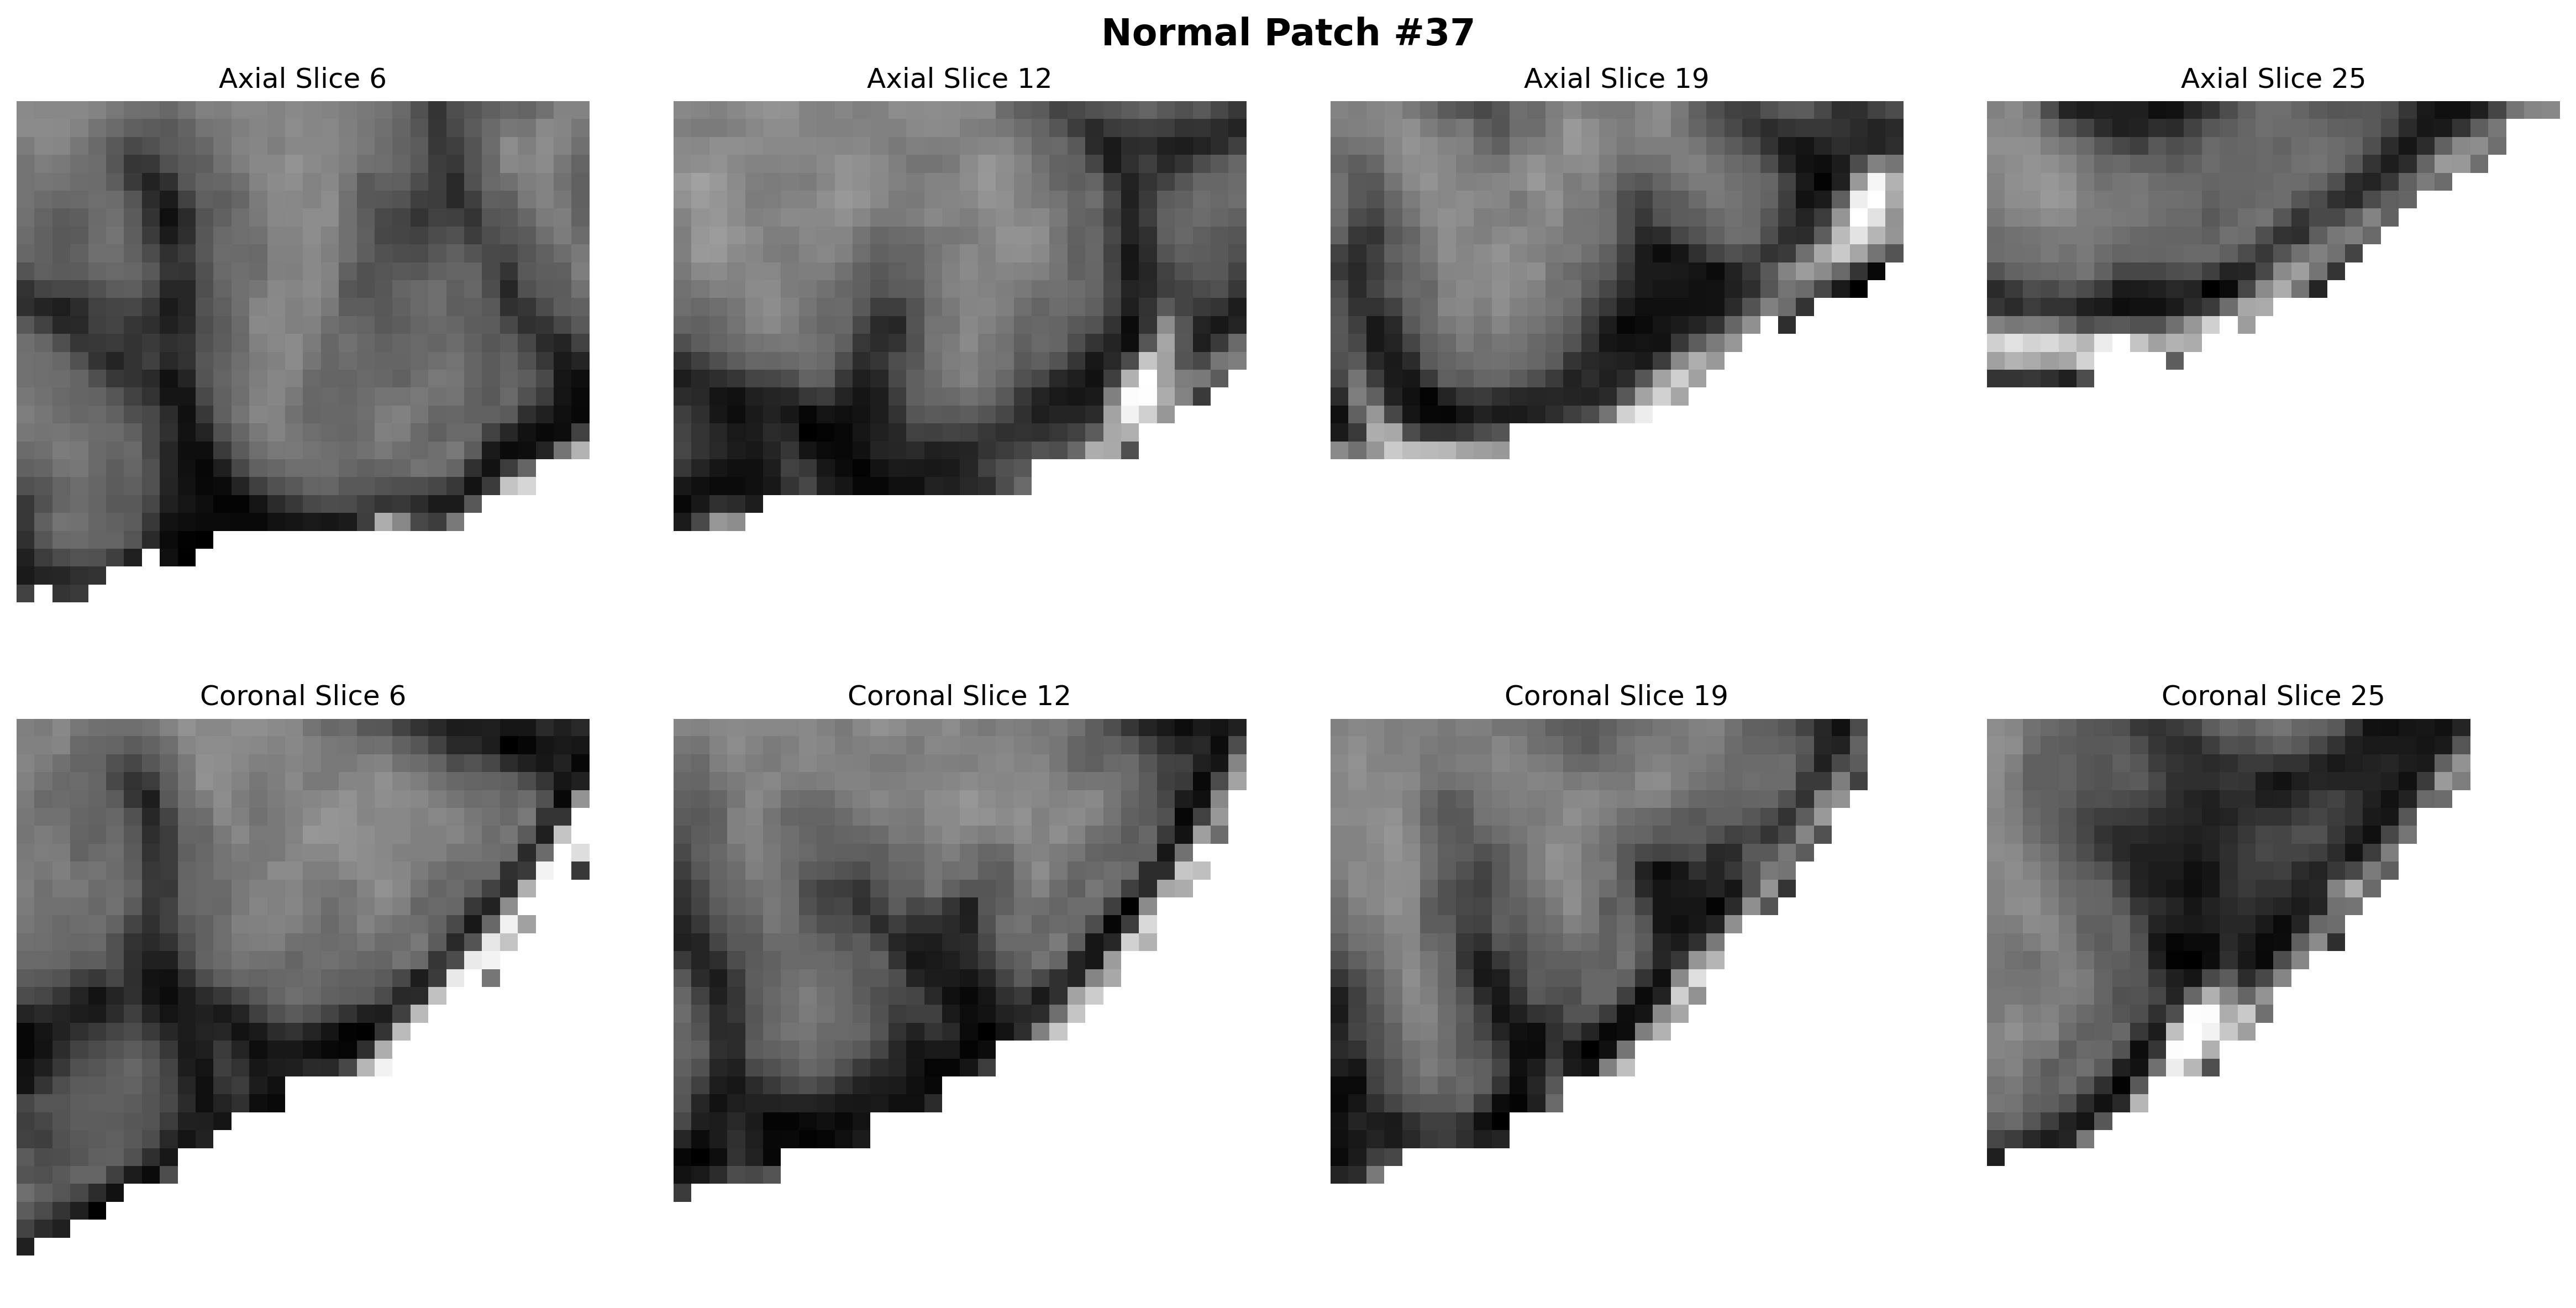 Normal Patch #37
Axial Slice 6
Axial Slice 12
Axial Slice 19
Axial Slice 25
Coronal Slice 6
Coronal Slice 12
Coronal Slice 19
Coronal Slice 25